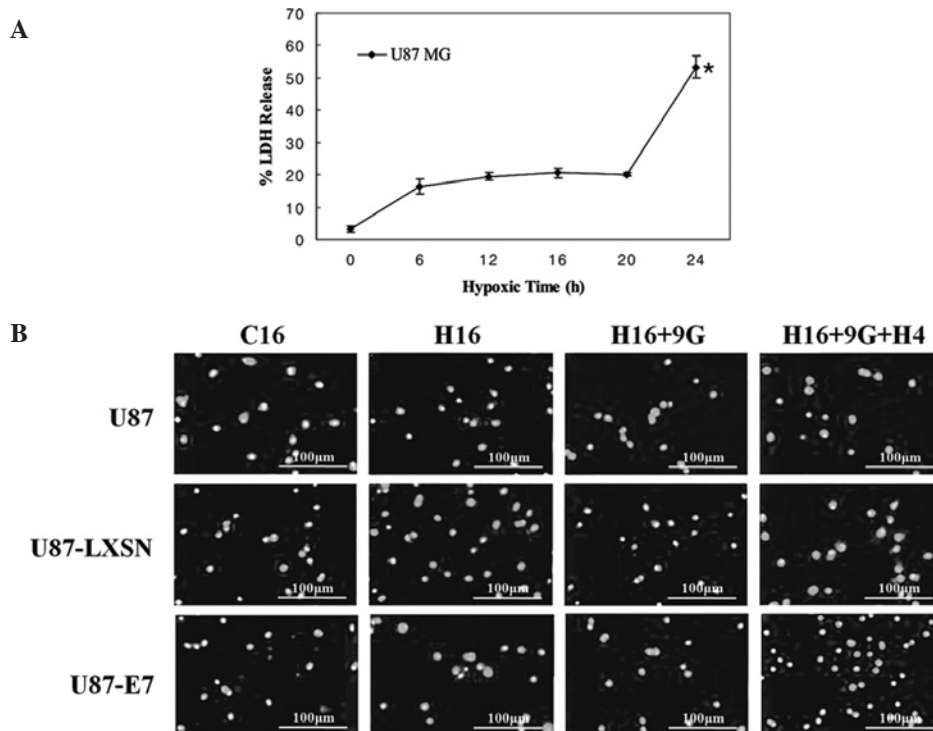 A
70
60
50
40
30
20
10
0
% LDH Release
U87 MG
*
0 6 12 16 20 24
Hypoxic Time (h)
B
C16 H16 H16+9G H16+9G+H4
U87
100μm 100μm 100μm 100μm
U87-LXSN
100μm 100μm 100μm 100μm
U87-E7
100μm 100μm 100μm 100μm